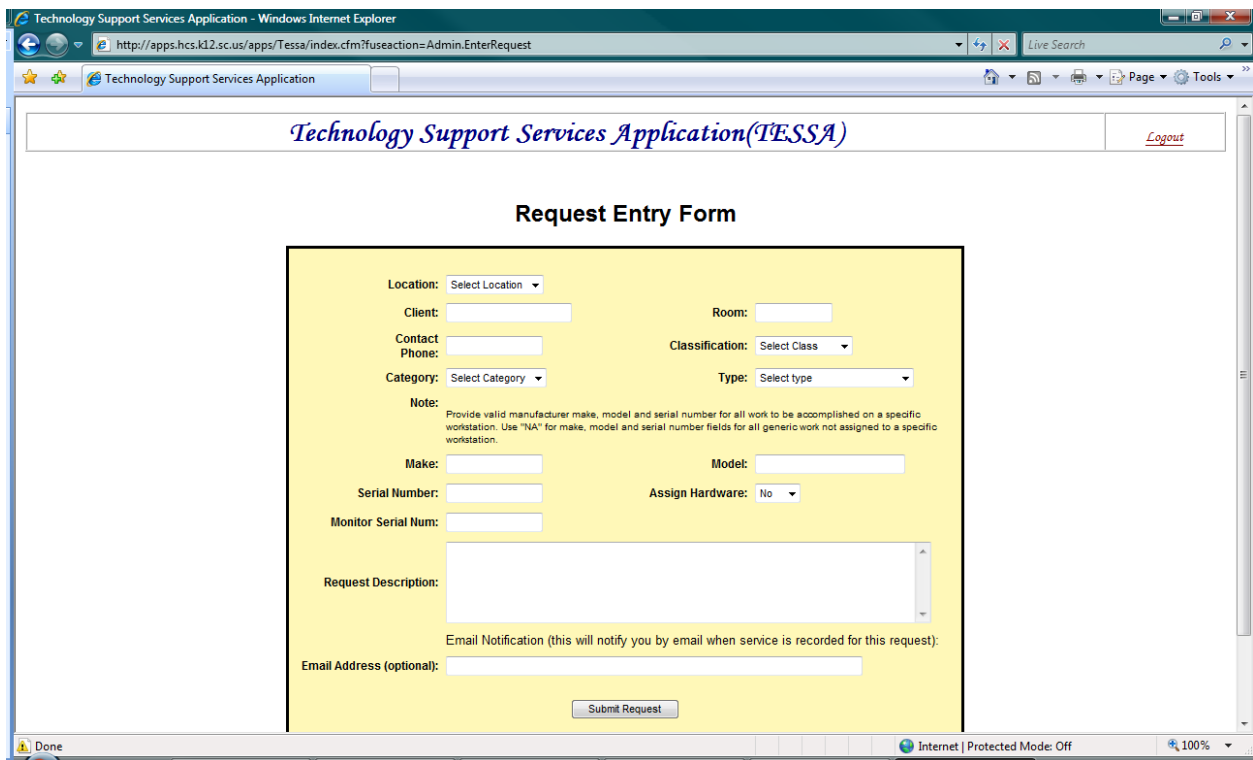 Technology Support Services Application - Windows Internet Explorer
http://apps.hcs.k12.sc.us/apps/Tessa/index.cfm?fuseaction=Admin.EnterRequest
Live Search
Technology Support Services Application
Page
Tools
Technology Support Services Application(TESSA)
Logout
Request Entry Form
Location: Select Location
Client:
Room:
Contact
Phone:
Classification: Select Class
Category: Select Category
Type: Select type
Note:
Provide valid manufacturer make, model and serial number for all work to be accomplished on a specific
workstation. Use "NA" for make, model and serial number fields for all generic work not assigned to a specific
workstation.
Make:
Model:
Serial Number:
Assign Hardware: No
Monitor Serial Num:
Request Description:
Email Notification (this will notify you by email when service is recorded for this request):
Email Address (optional):
Submit Request
Done
Internet | Protected Mode: Off
100%